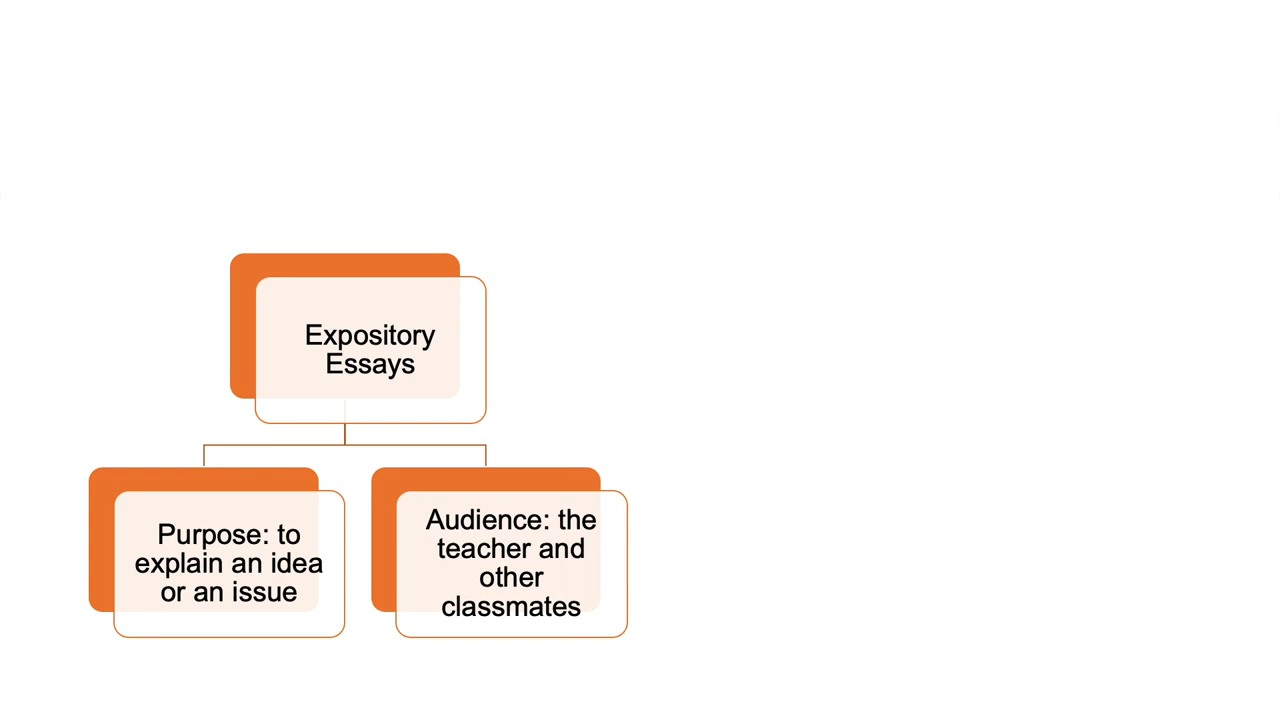 Expository
Essays
Purpose: to
explain an idea
or an issue
Audience: the
teacher and
other
classmates